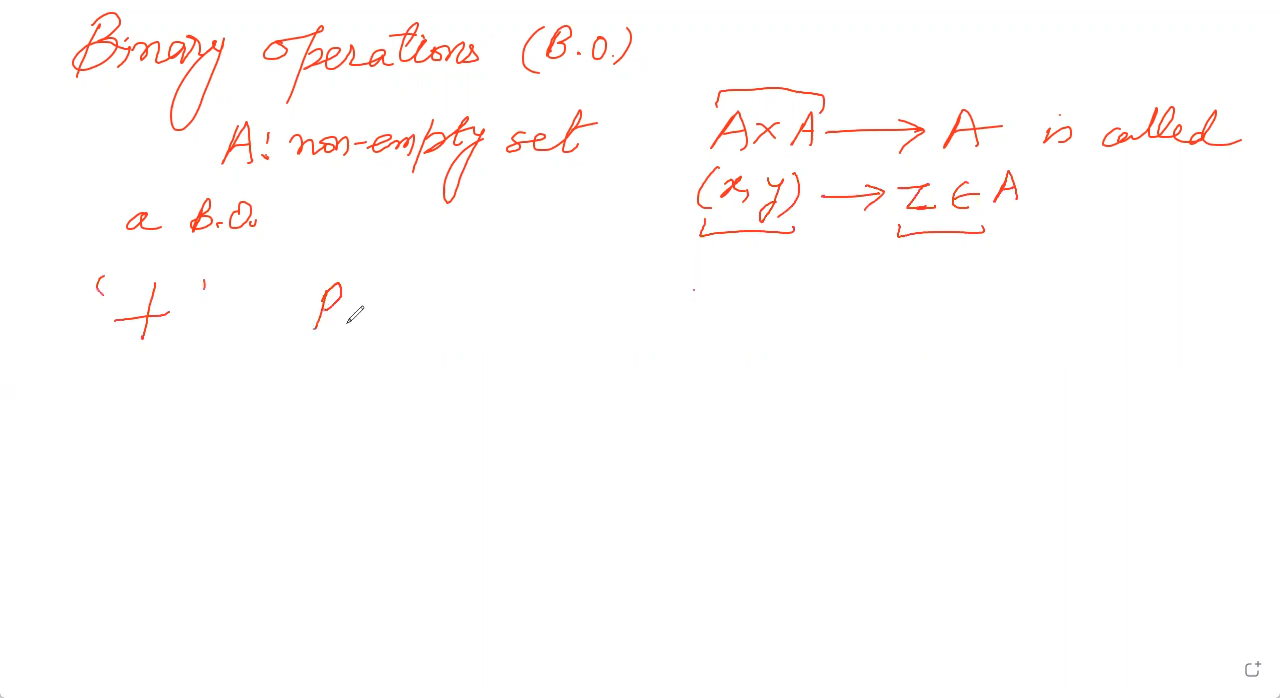 Binary operations (B.O.)
A: non-empty set A×A → A is called
(x, y) → z ∈ A
a B.O.
'+' P